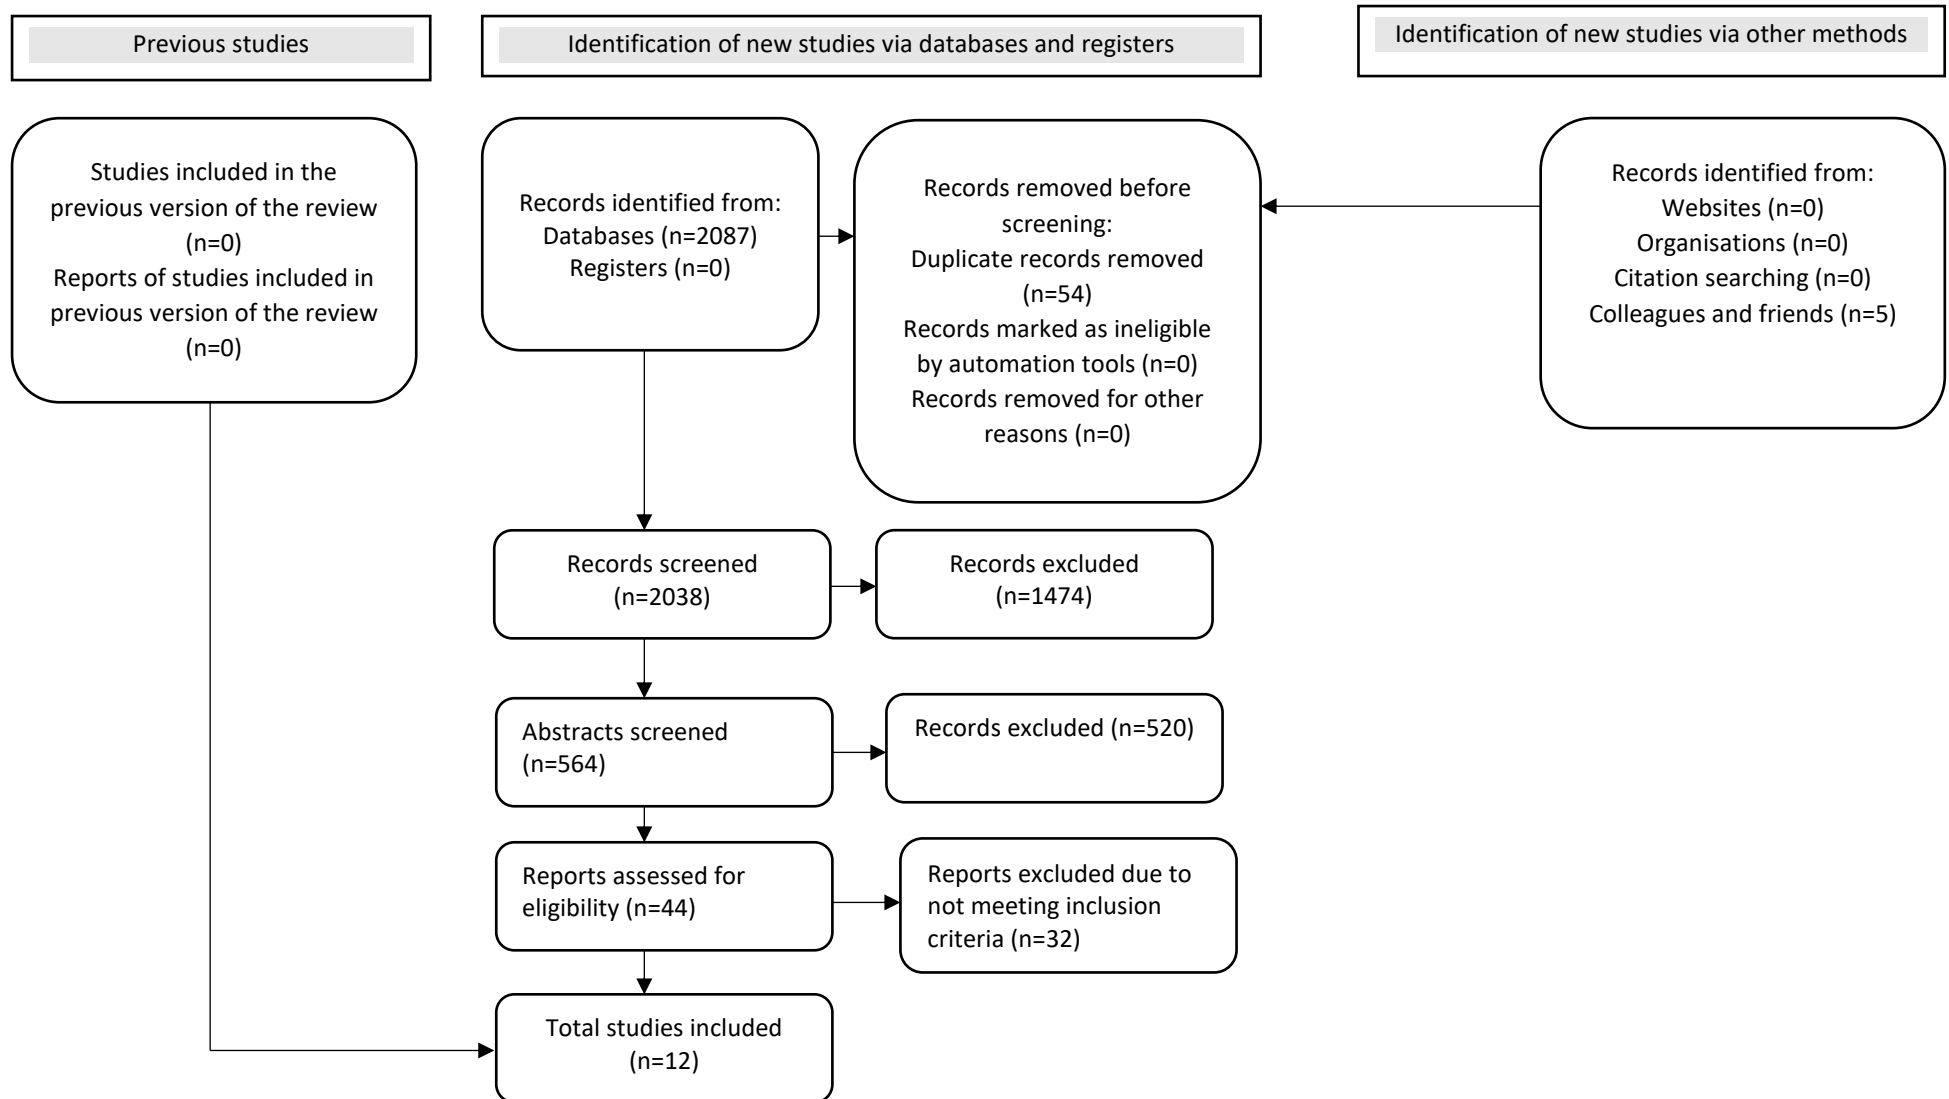 Previous studies
Identification of new studies via databases and registers
Identification of new studies via other methods
Studies included in the
previous version of the review
(n=0)
Reports of studies included in
previous version of the review
(n=0)
Records identified from:
Databases (n=2087)
Registers (n=0)
Records removed before
screening:
Duplicate records removed
(n=54)
Records marked as ineligible
by automation tools (n=0)
Records removed for other
reasons (n=0)
Records identified from:
Websites (n=0)
Organisations (n=0)
Citation searching (n=0)
Colleagues and friends (n=5)
Records screened
(n=2038)
Records excluded
(n=1474)
Abstracts screened
(n=564)
Records excluded (n=520)
Reports assessed for
eligibility (n=44)
Reports excluded due to
not meeting inclusion
criteria (n=32)
Total studies included
(n=12)